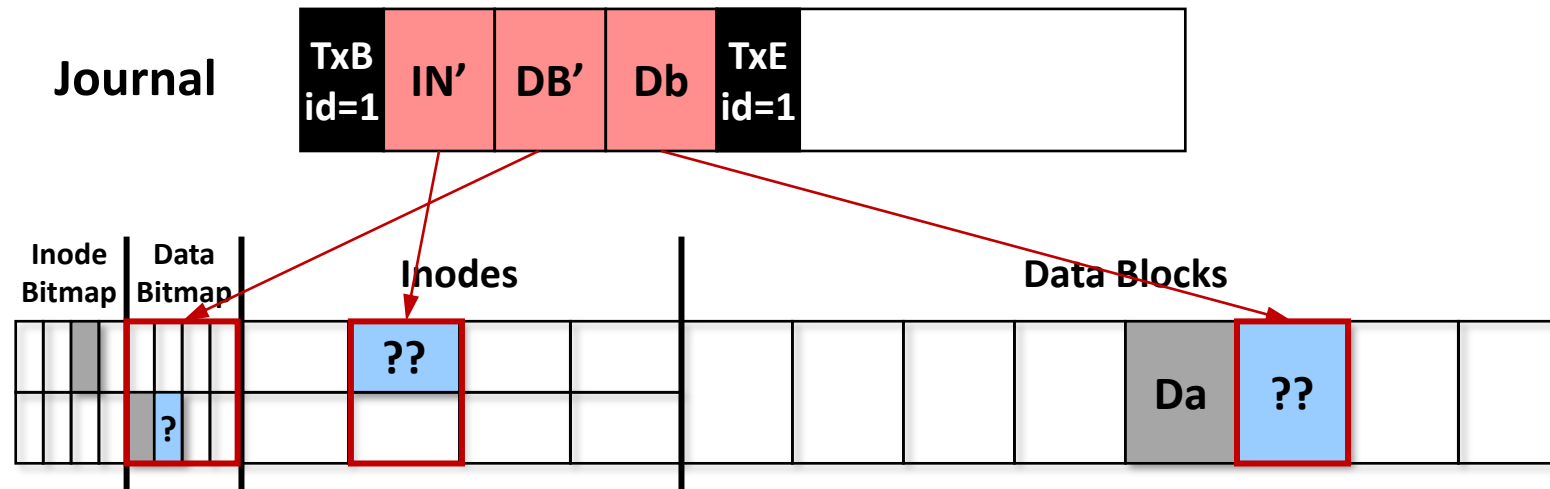 Journal
TxB
id=1
IN’
DB’
Db
TxE
id=1
Inode
Bitmap
Data
Bitmap
Inodes
Data Blocks
??
?
Da
??